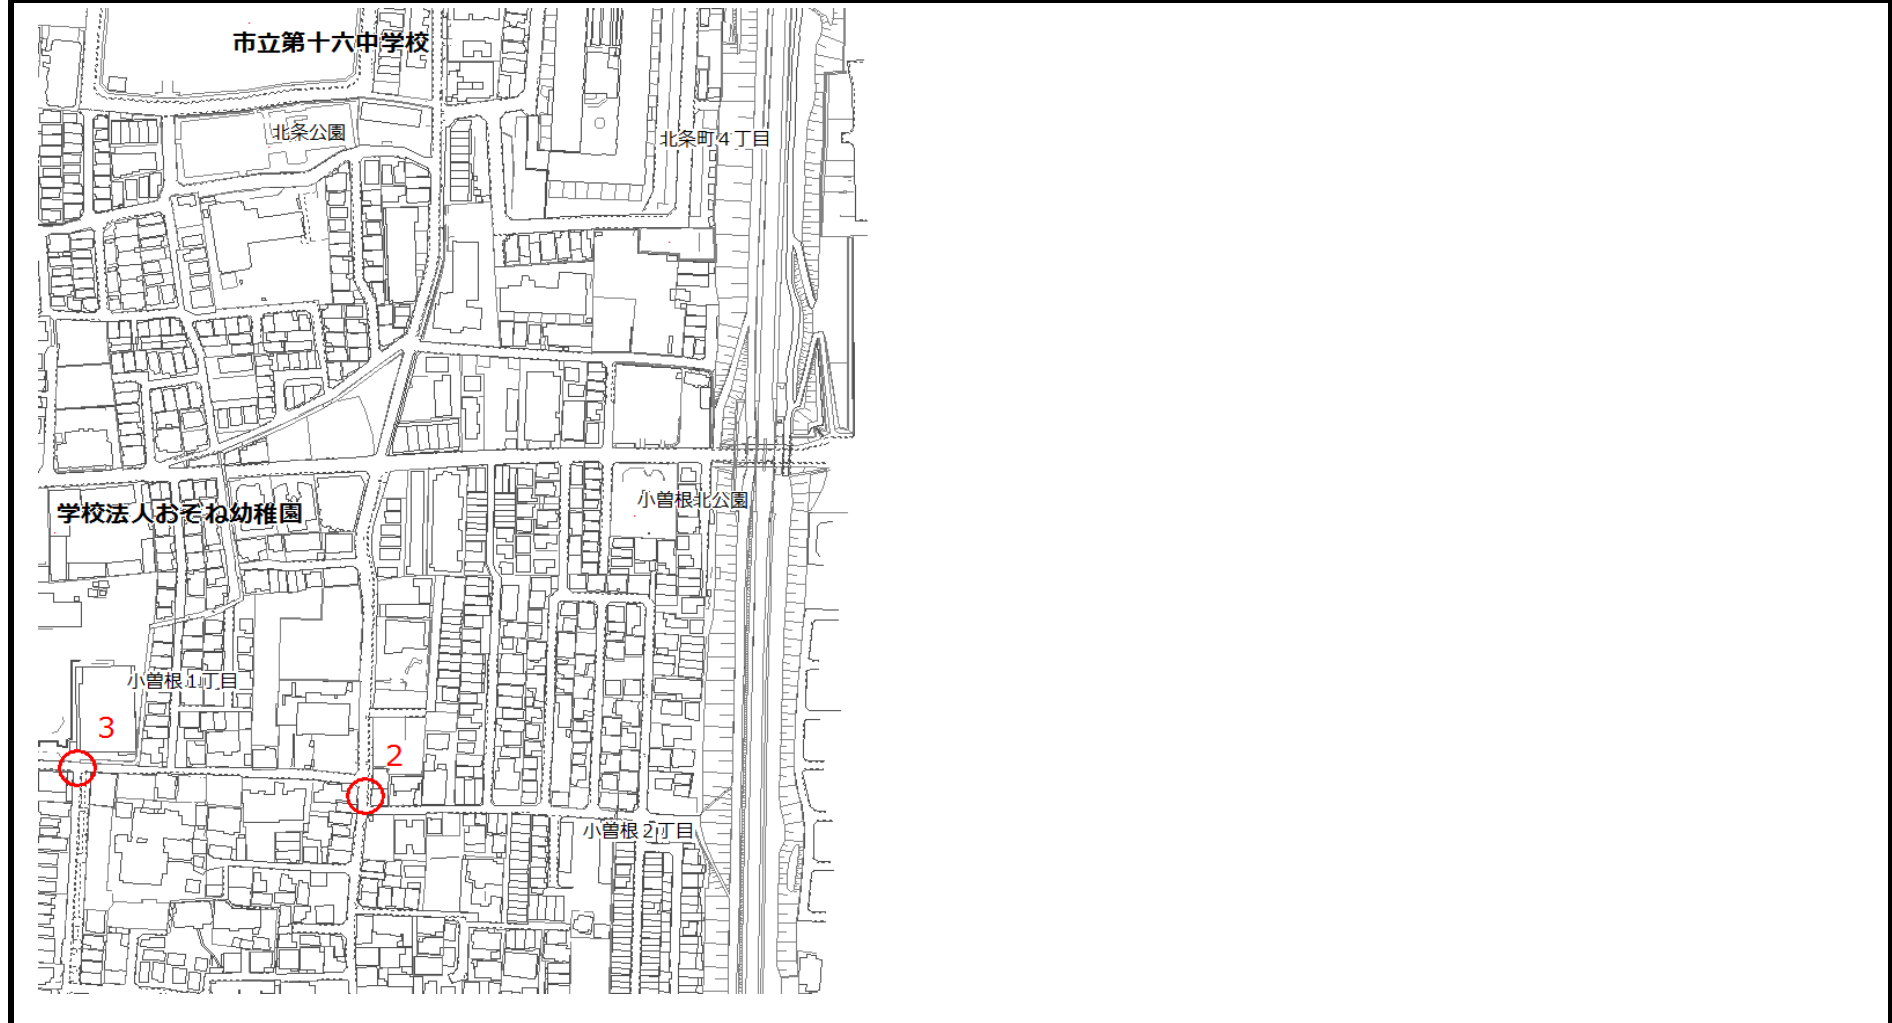 市立第十六中学校
北条公園
北条町４丁目
小曽根北公園
学校法人おそね幼稚園
小曽根１丁目
3
2
小曽根２丁目